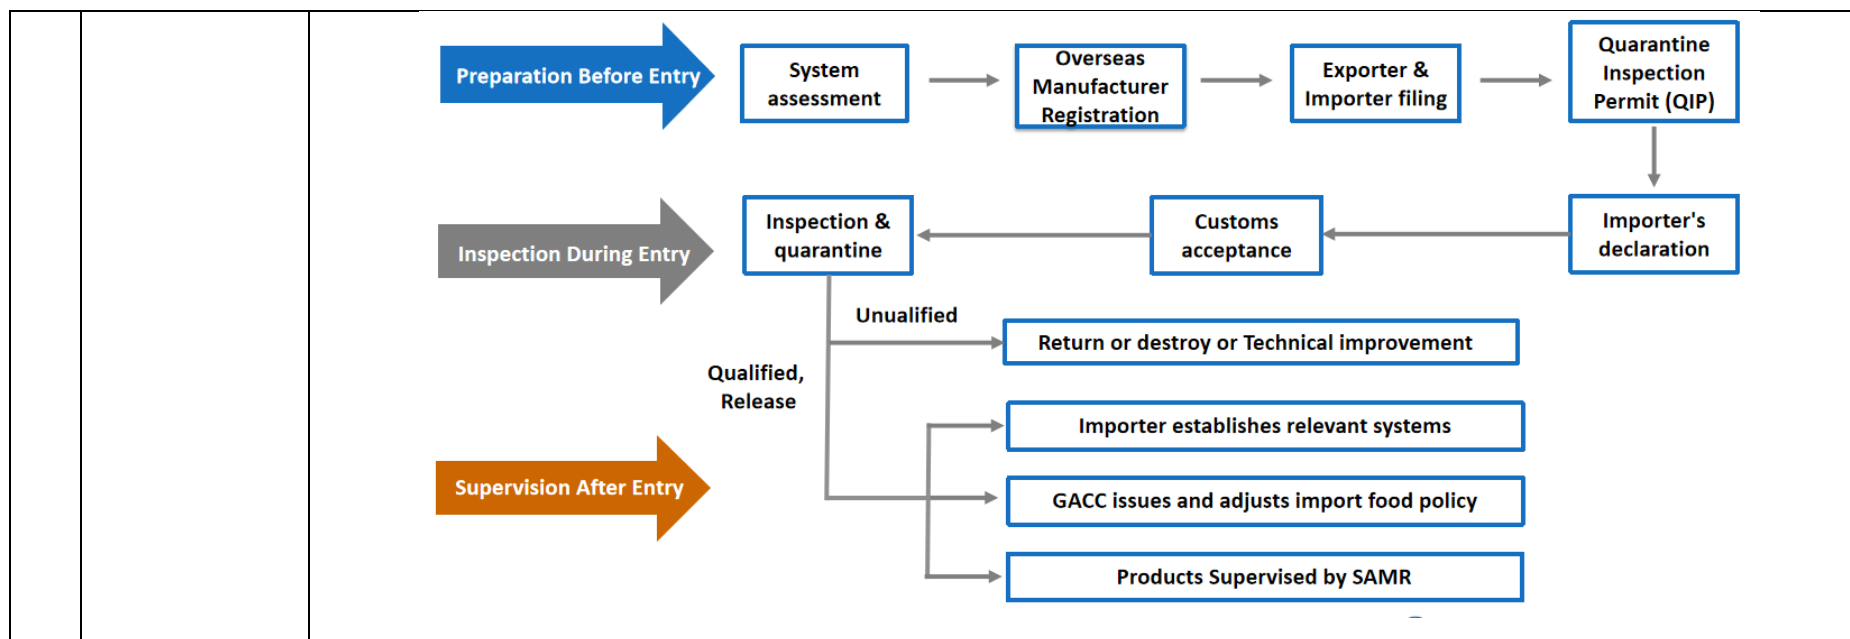 Preparation Before Entry
System
assessment
Overseas
Manufacturer
Registration
Exporter &
Importer filing
Quarantine
Inspection
Permit (QIP)
Inspection During Entry
Inspection &
quarantine
Customs
acceptance
Importer's
declaration
Unualified
Return or destroy or Technical improvement
Qualified,
Release
Importer establishes relevant systems
Supervision After Entry
GACC issues and adjusts import food policy
Products Supervised by SAMR